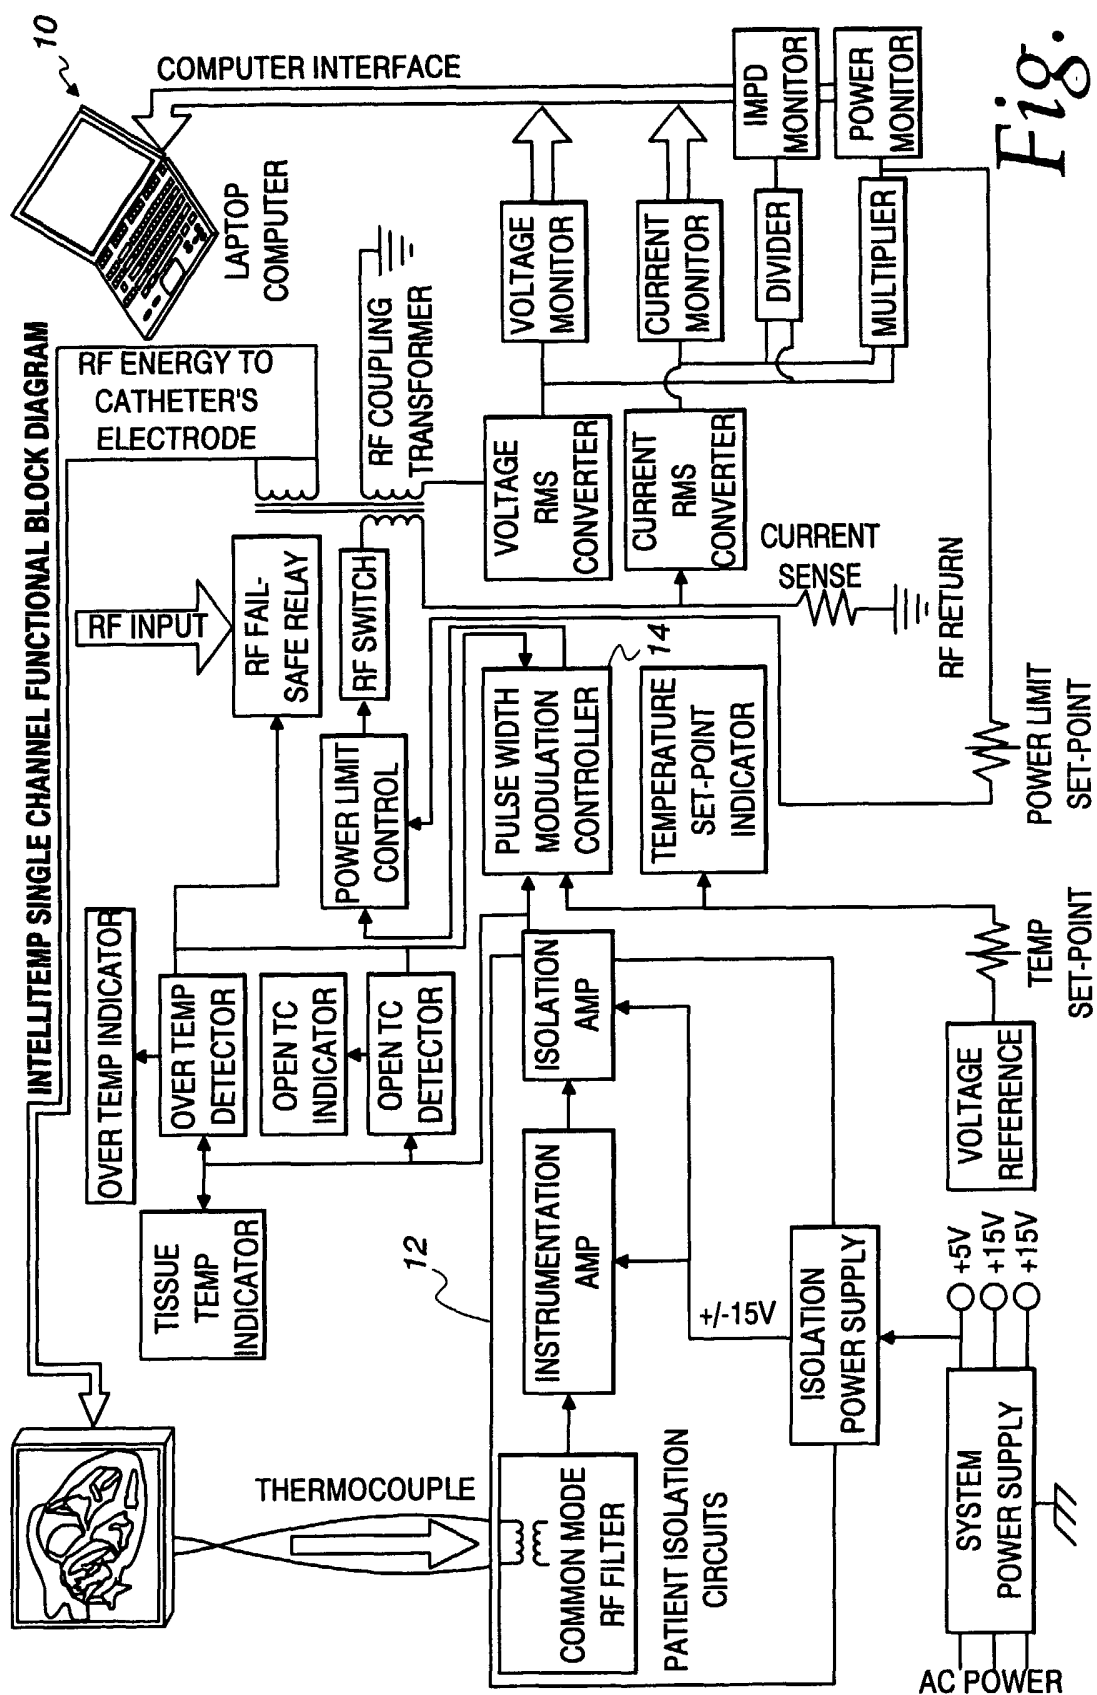 INTELLITEMP SINGLE CHANNEL FUNCTIONAL BLOCK DIAGRAM
10
LAPTOP
COMPUTER
COMPUTER INTERFACE
RF ENERGY TO
CATHETER'S
ELECTRODE
RF INPUT
RF FAIL-
SAFE RELAY
RF SWITCH
RF COUPLING
TRANSFORMER
OVER TEMP INDICATOR
OVER TEMP
DETECTOR
OPEN TC
INDICATOR
OPEN TC
DETECTOR
TISSUE
TEMP
INDICATOR
POWER LIMIT
CONTROL
VOLTAGE
RMS
CONVERTER
VOLTAGE
MONITOR
CURRENT
RMS
CONVERTER
CURRENT
MONITOR
DIVIDER
IMPD
MONITOR
MULTIPLIER
POWER
MONITOR
CURRENT
SENSE
RF RETURN
THERMOCOUPLE
COMMON MODE
RF FILTER
PATIENT ISOLATION
CIRCUITS
12
INSTRUMENTATION
AMP
ISOLATION
AMP
PULSE WIDTH
MODULATION
CONTROLLER
14
TEMPERATURE
SET-POINT
INDICATOR
+/-15V
ISOLATION
POWER SUPPLY
AC POWER
SYSTEM
POWER SUPPLY
+5V
+15V
+15V
VOLTAGE
REFERENCE
TEMP
SET-POINT
POWER LIMIT
SET-POINT
Fig.